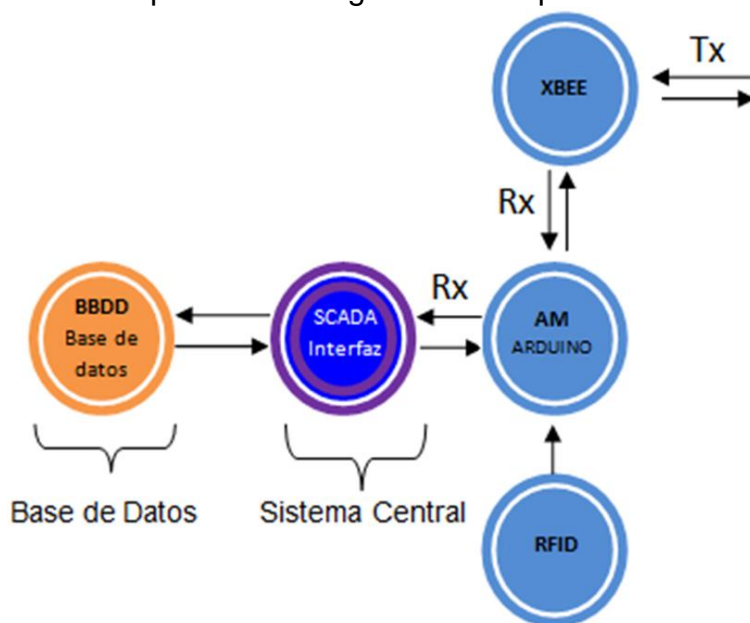 XBEE
Tx
Rx
BBDD
Base de
datos
SCADA
Interfaz
Rx
AM
ARDUINO
Base de Datos
Sistema Central
RFID